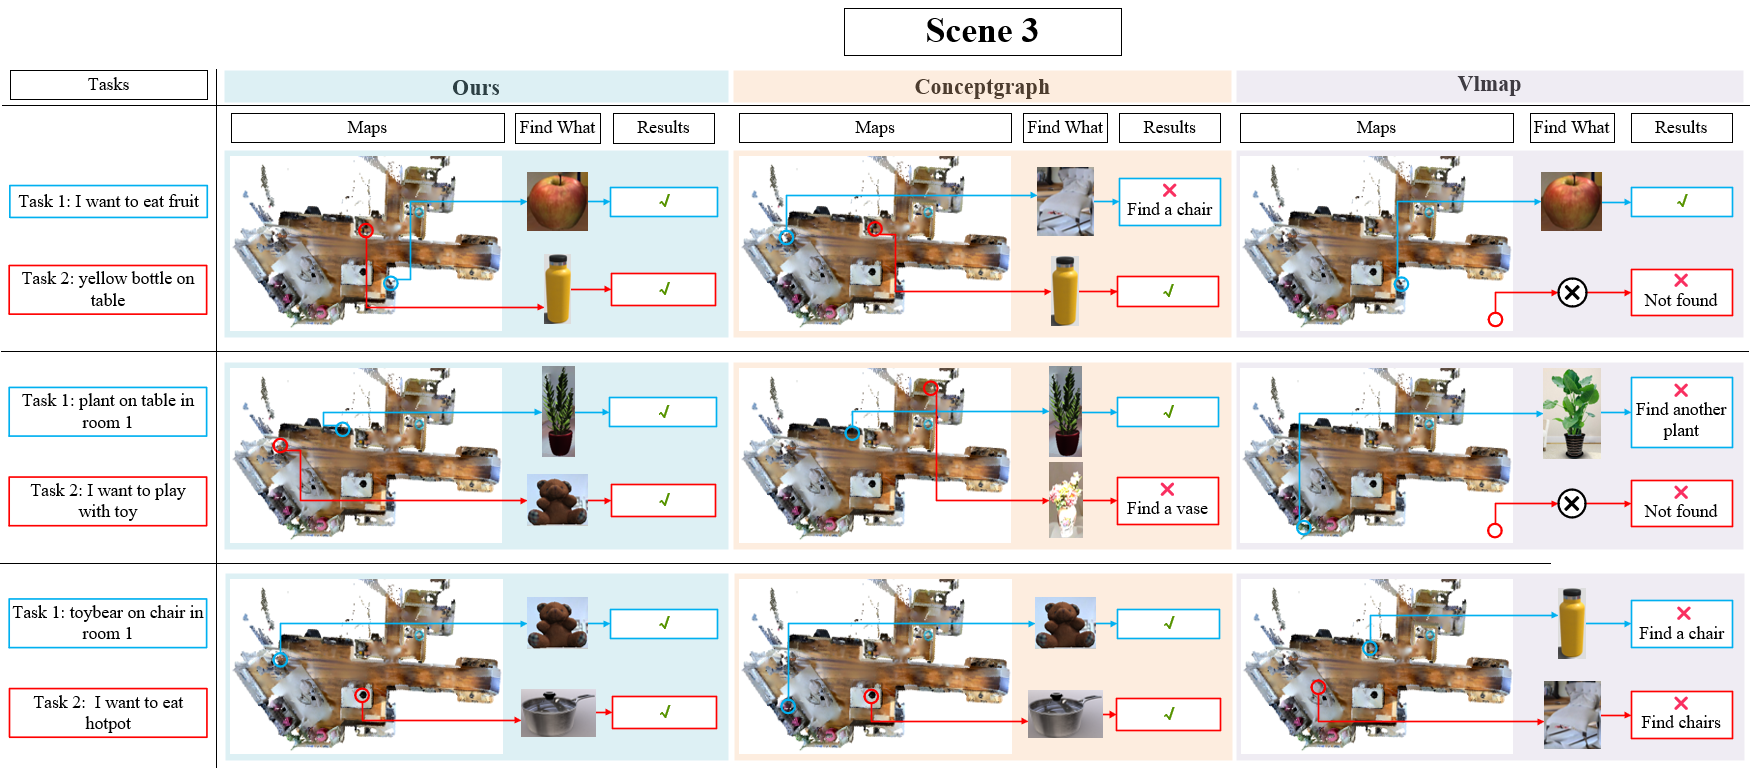 Scene 3
Tasks
Ours
Conceptgraph
Vlmap
Maps
Find What
Results
Maps
Find What
Results
Maps
Find What
Results
Task 1: I want to eat fruit
√
❌
Find a chair
√
Task 2: yellow bottle on
table
√
√
❌
Not found
Task 1: plant on table in
room 1
√
√
❌
Find another
plant
Task 2: I want to play
with toy
√
❌
Find a vase
❌
Not found
Task 1: toybear on chair in
room 1
√
√
❌
Find a chair
Task 2: I want to eat
hotpot
√
√
❌
Find chairs